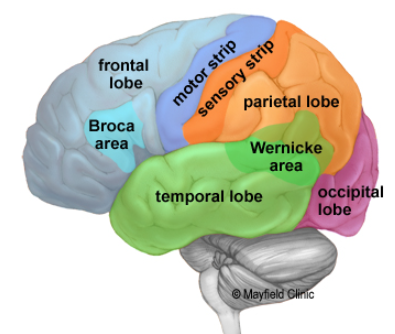 frontal
lobe
motor strip
sensory strip
parietal lobe
Broca
area
Wernicke
area
temporal lobe
occipital
lobe
© Mayfield Clinic